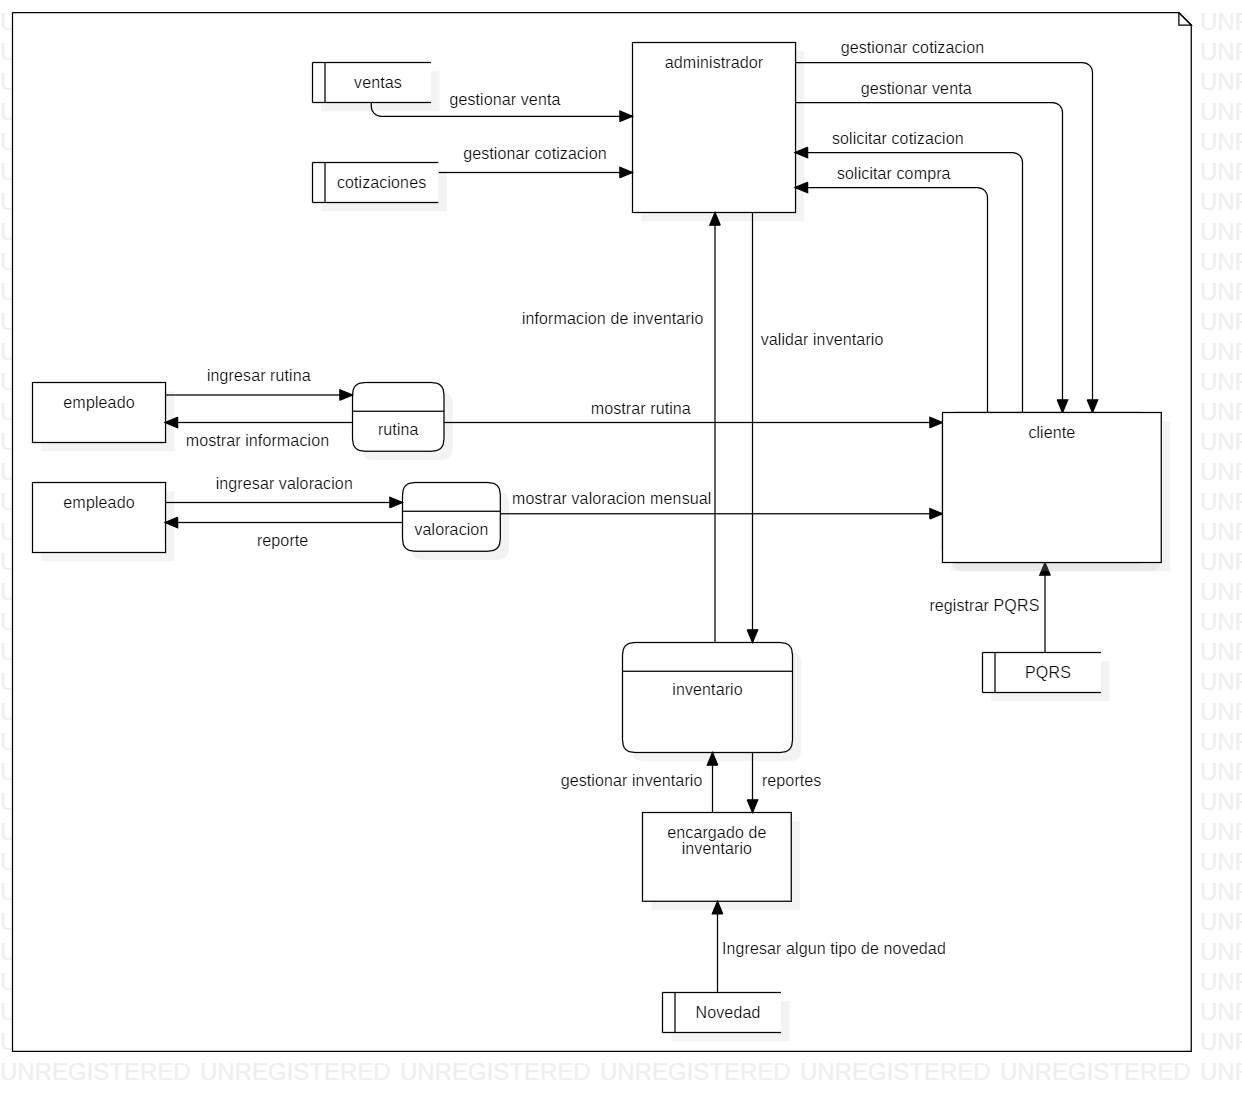 gestionar cotizacion
administrador
ventas
gestionar venta
gestionar venta
solicitar cotizacion
gestionar cotizacion
solicitar compra
cotizaciones
informacion de inventario
validar inventario
ingresar rutina
empleado
mostrar rutina
rutina
cliente
mostrar informacion
ingresar valoracion
mostrar valoracion mensual
empleado
valoracion
reporte
registrar PQRS
PQRS
inventario
gestionar inventario
reportes
encargado de
inventario
Ingresar algun tipo de novedad
Novedad
UNREGISTERED UNREGISTERED UNREGISTERED UNREGISTERED UNREGISTERED UNREGISTERED UNR